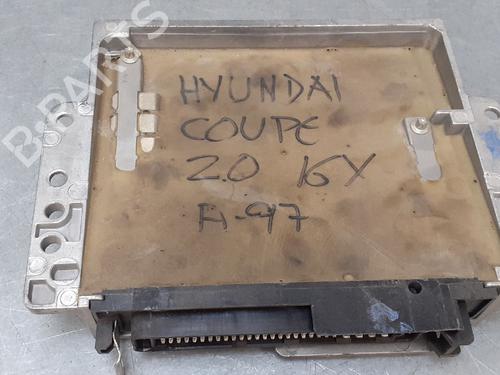 B-PARTS
HYUNDAI
COUPE
2.0 16V
A-97